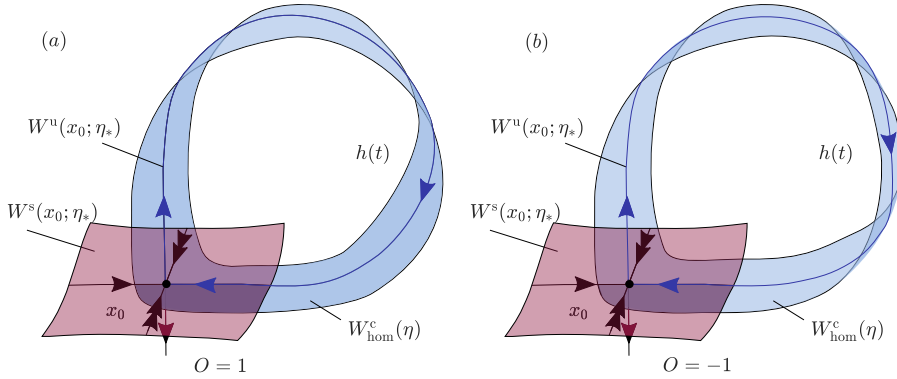 (a)
W^u(x_0; η_*)
h(t)
W^s(x_0; η_*)
x_0
W^c_hom(η)
O = 1
(b)
W^u(x_0; η_*)
h(t)
W^s(x_0; η_*)
x_0
W^c_hom(η)
O = −1